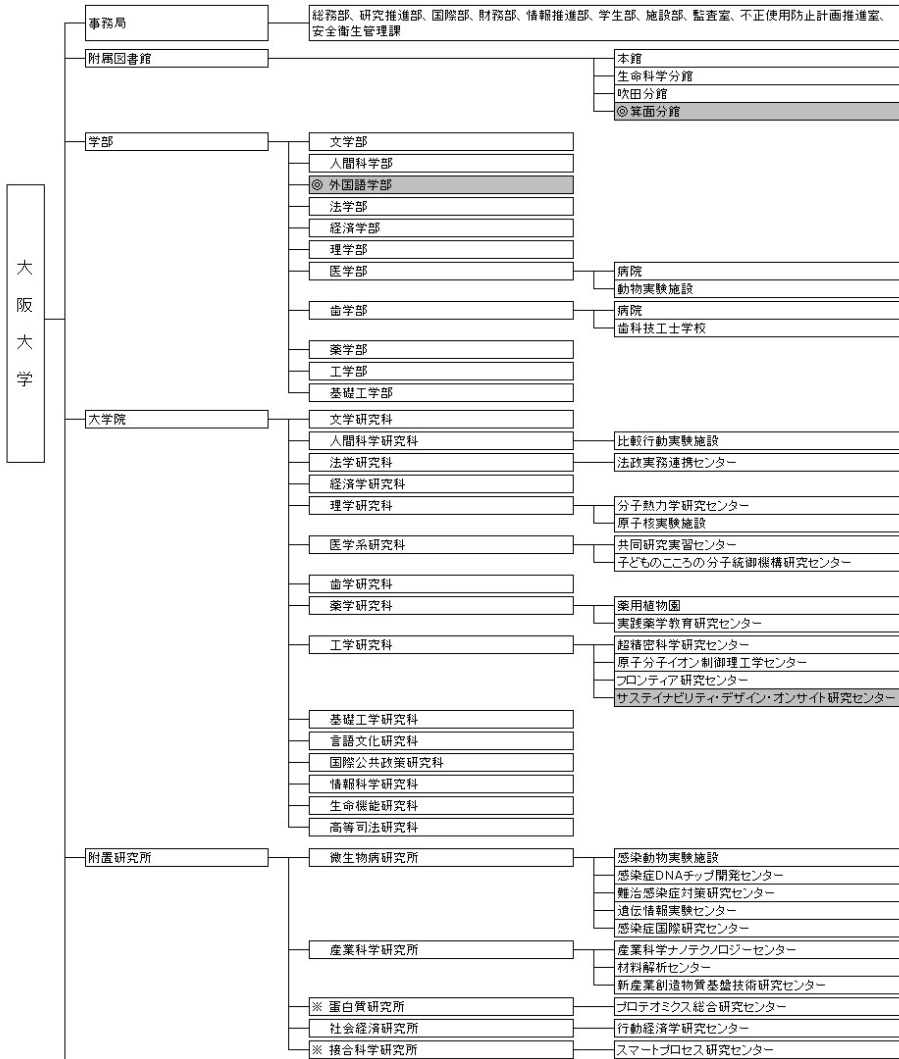 大阪大学
事務局
総務部、研究推進部、国際部、財務部、情報推進部、学生部、施設部、監査室、不正使用防止計画推進室、
安全衛生管理課
附属図書館
本館
生命科学分館
吹田分館
◎箕面分館
学部
文学部
人間科学部
◎ 外国語学部
法学部
経済学部
理学部
医学部
病院
動物実験施設
歯学部
病院
歯科技工士学校
薬学部
工学部
基礎工学部
大学院
文学研究科
人間科学研究科
比較行動実験施設
法学研究科
法政実務連携センター
経済学研究科
理学研究科
分子熱力学研究センター
原子核実験施設
医学系研究科
共同研究実習センター
子どものこころの分子統御機構研究センター
歯学研究科
薬学研究科
薬用植物園
実践薬学教育研究センター
工学研究科
超精密科学研究センター
原子分子イオン制御理工学センター
フロンティア研究センター
サステイナビリティ・デザイン・オンサイト研究センター
基礎工学研究科
言語文化研究科
国際公共政策研究科
情報科学研究科
生命機能研究科
高等司法研究科
附置研究所
微生物病研究所
感染動物実験施設
感染症DNAチップ開発センター
難治感染症対策研究センター
遺伝情報実験センター
感染症国際研究センター
産業科学研究所
産業科学ナノテクノロジーセンター
材料解析センター
新産業創造物質基盤技術研究センター
※ 蛋白質研究所
プロテオミクス総合研究センター
社会経済研究所
行動経済学研究センター
※ 接合科学研究所
スマートプロセス研究センター